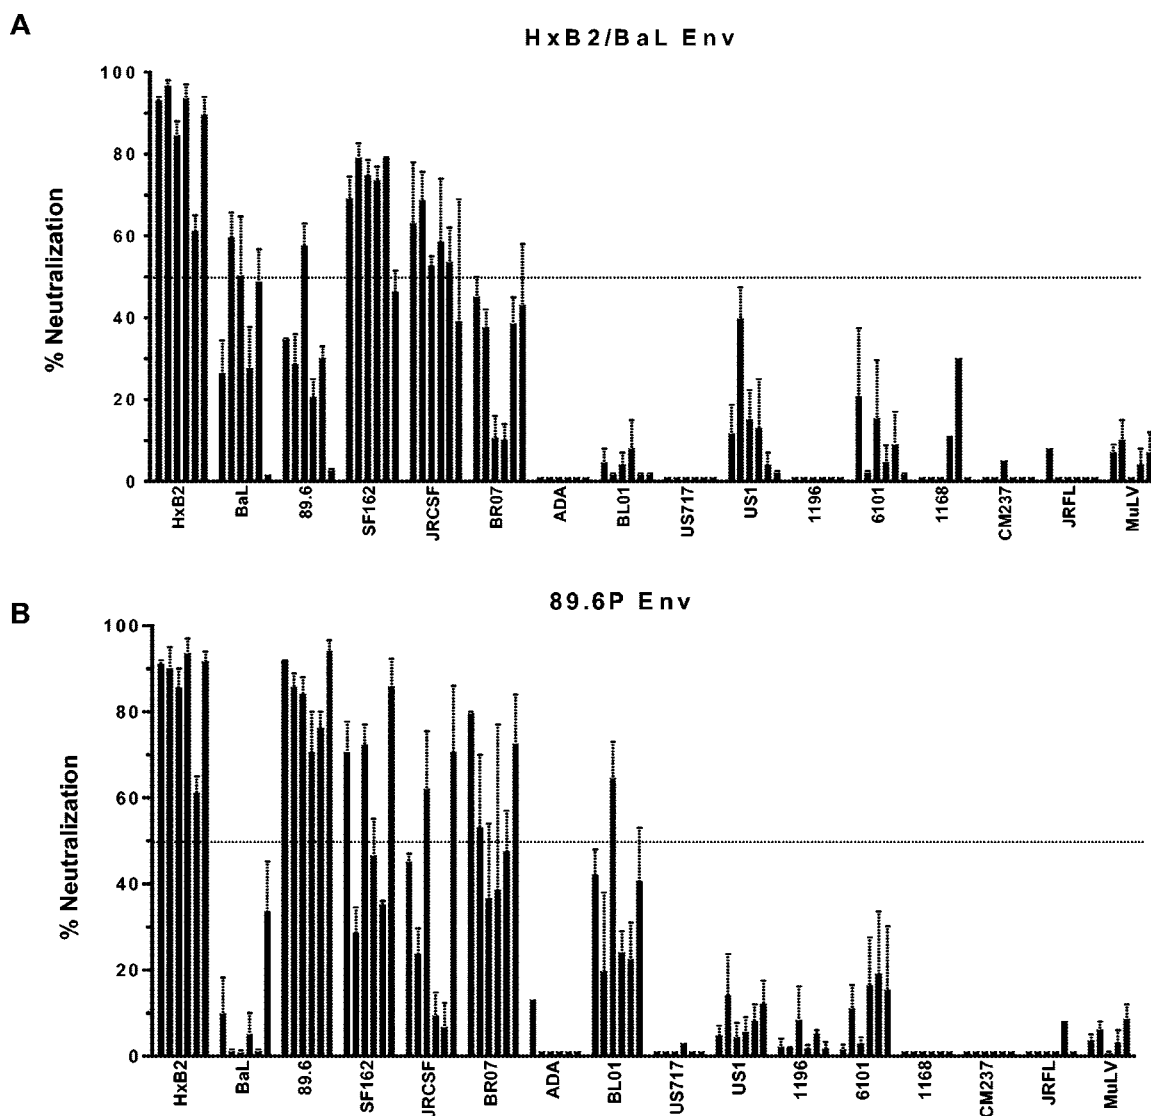 A
HxB2/BaL Env
% Neutralization
100
80
60
40
20
0
HxB2
BaL
89.6
SF162
JRCSF
BR07
ADA
BL01
US717
US1
1196
6101
1168
CM237
JRFL
MuLV
B
89.6P Env
% Neutralization
100
80
60
40
20
0
HxB2
BaL
89.6
SF162
JRCSF
BR07
ADA
BL01
US717
US1
1196
6101
1168
CM237
JRFL
MuLV